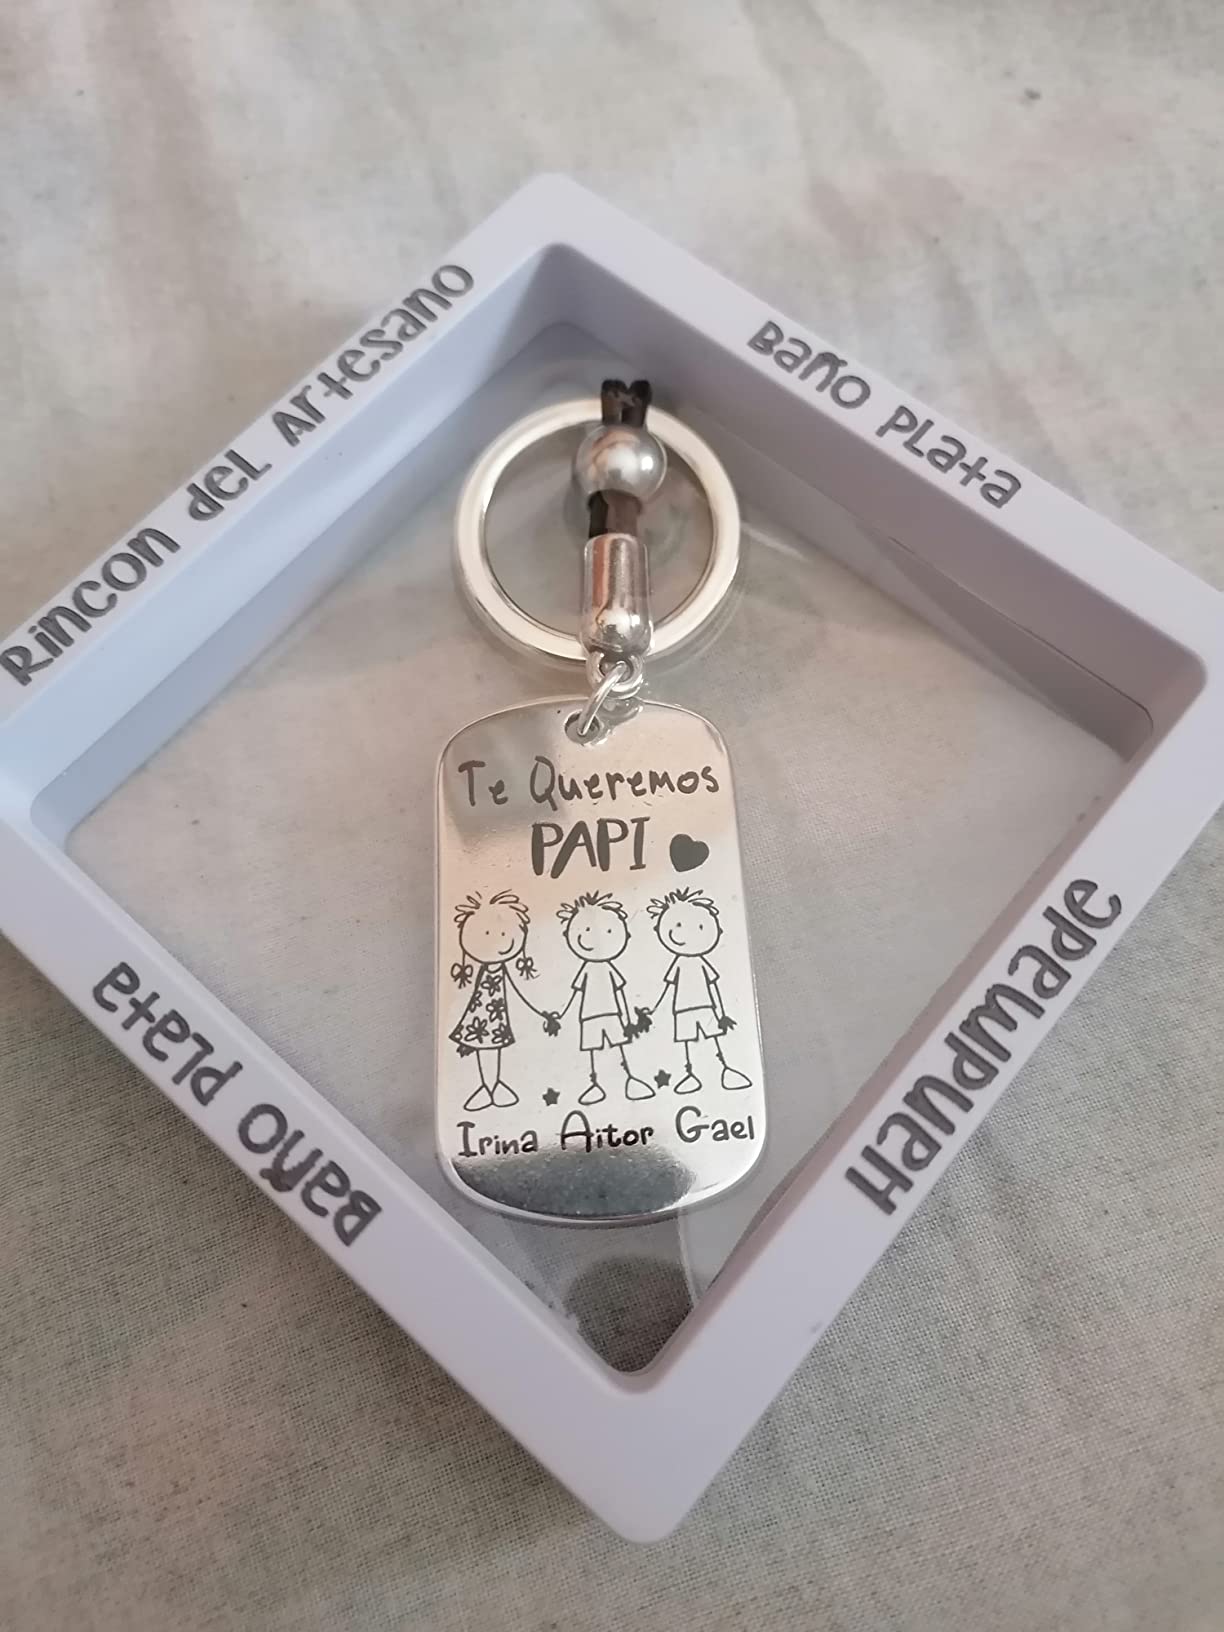 Rincon del Artesano
Baño Plata
Te Queremos
PAPI
Irina Aitor Gael
Baño Plata
Handmade